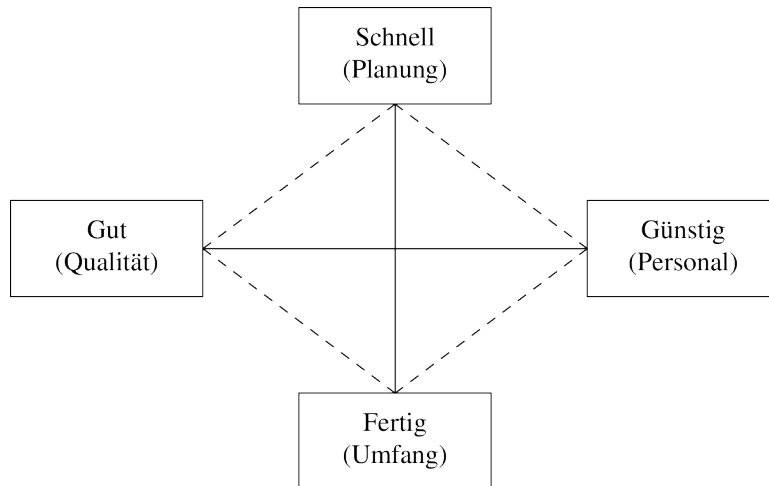 Schnell
(Planung)
Gut
(Qualität)
Günstig
(Personal)
Fertig
(Umfang)